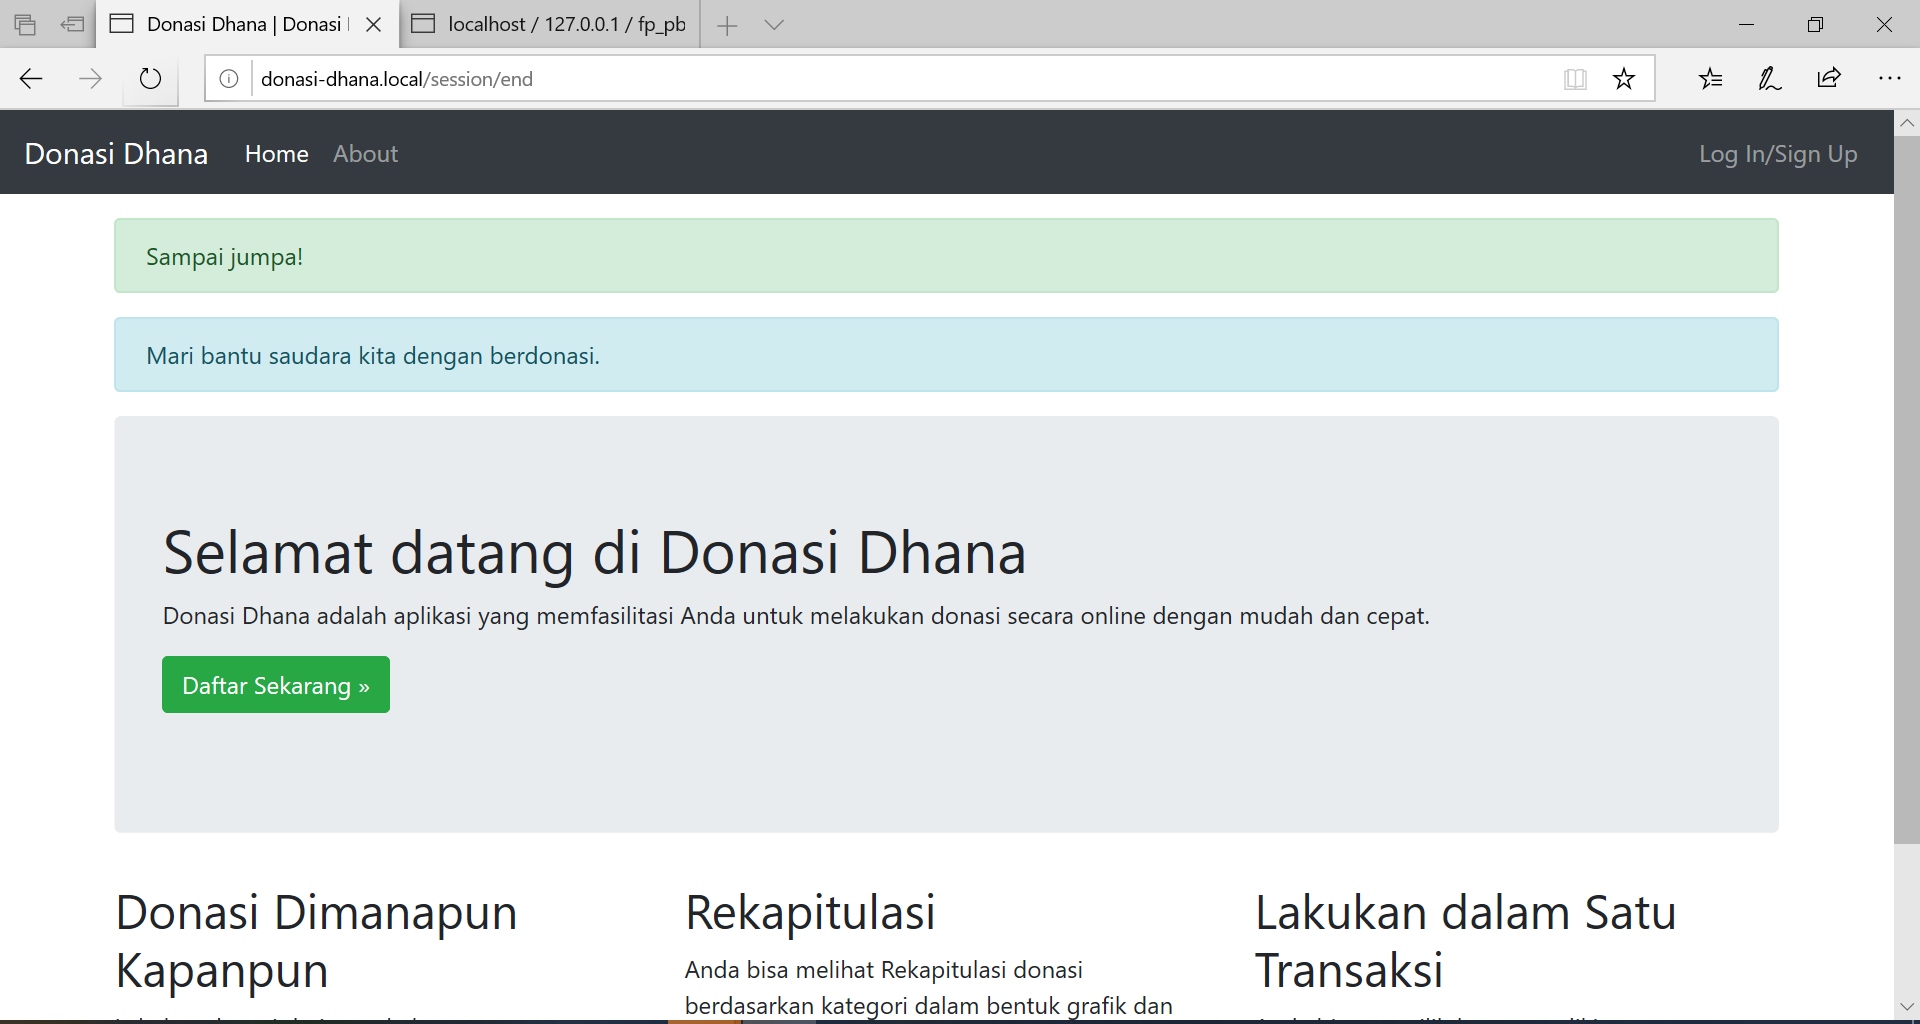 Donasi Dhana | Donasi
localhost / 127.0.0.1 / fp_pb
donasi-dhana.local/session/end
Donasi Dhana Home About Log In/Sign Up
Sampai jumpa!
Mari bantu saudara kita dengan berdonasi.
Selamat datang di Donasi Dhana
Donasi Dhana adalah aplikasi yang memfasilitasi Anda untuk melakukan donasi secara online dengan mudah dan cepat.
Daftar Sekarang »
Donasi Dimanapun
Kapanpun
Rekapitulasi
Anda bisa melihat Rekapitulasi donasi
berdasarkan kategori dalam bentuk grafik dan
Lakukan dalam Satu
Transaksi